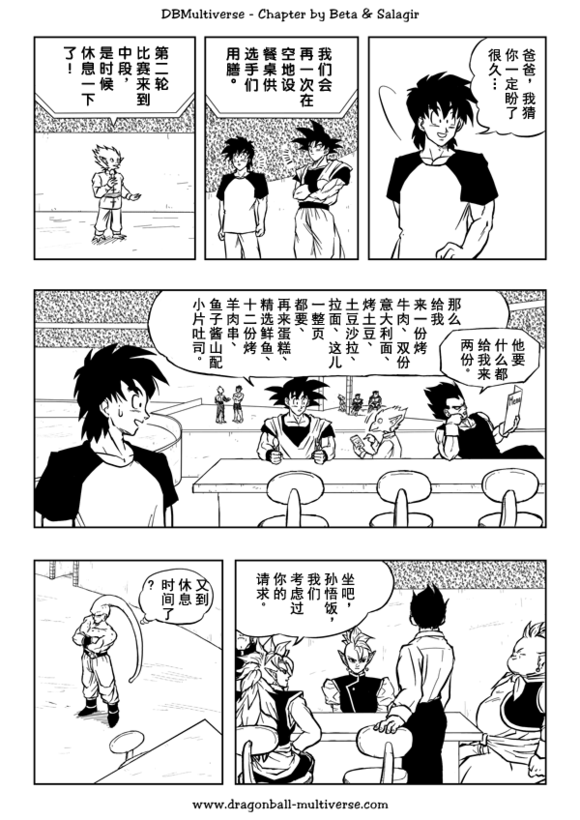 DBMultiverse - Chapter by Beta & Salagir
第二轮
比赛来到
中段，
是时候
休息一下
了！
我们会
再一次在
空地设
餐桌供
选手们
用膳。
爸爸，我猜
你一定盼了
很久…
那么
给我
来一份烤
牛肉、双份
意大利面、
烤土豆、
土豆沙拉、
拉面、这儿
一整页
都要、
再来蛋糕、
精选鲜鱼、
十二份烤
羊肉串、
鱼子酱山配
小片吐司。
他要
什么都
给我来
两份。
Menu
又到
休息
时间了
？
坐吧，
孙悟饭，
我们
考虑过
你的
请求。
www.dragonball-multiverse.com